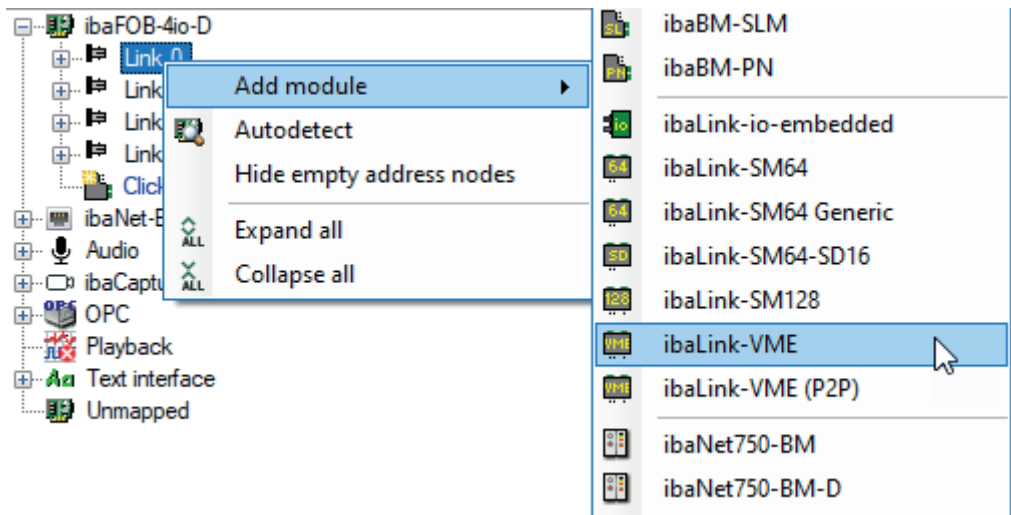 ibaFOB-4io-D
Link 0
Link
Link
Link
Click
ibaNet-E
Audio
ibaCaptu
OPC
Playback
Text interface
Unmapped
Add module
Autodetect
Hide empty address nodes
Expand all
Collapse all
ibaBM-SLM
ibaBM-PN
ibaLink-io-embedded
ibaLink-SM64
ibaLink-SM64 Generic
ibaLink-SM64-SD16
ibaLink-SM128
ibaLink-VME
ibaLink-VME (P2P)
ibaNet750-BM
ibaNet750-BM-D